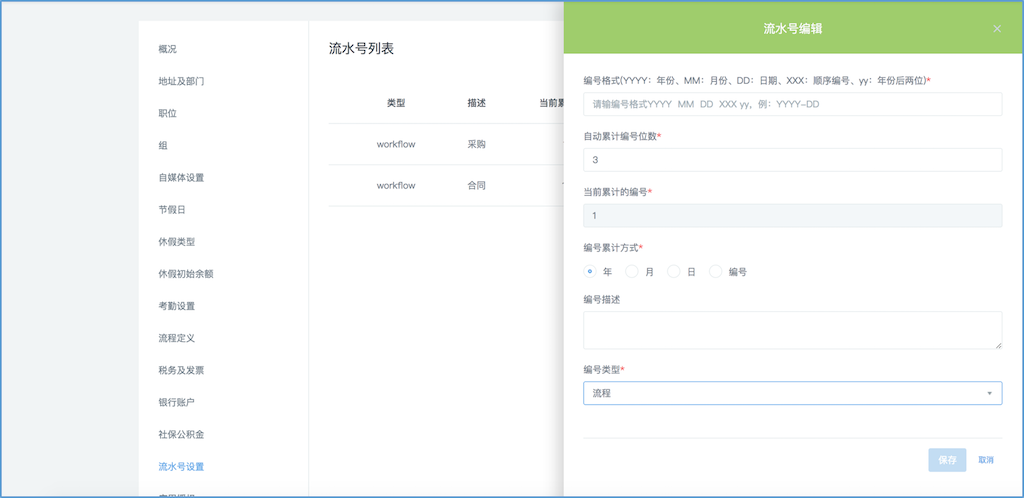 概况
地址及部门
职位
组
自媒体设置
节假日
休假类型
休假初始余额
考勤设置
流程定义
税务及发票
银行账户
社保公积金
流水号设置
流水号列表
类型 描述 当前累
workflow 采购
workflow 合同
流水号编辑 ×
编号格式(YYYY：年份、MM：月份、DD：日期、XXX：顺序编号、yy：年份后两位)*
请输编号格式YYYY MM DD XXX yy，例：YYYY-DD
自动累计编号位数*
3
当前累计的编号*
1
编号累计方式*
年 月 日 编号
编号描述
编号类型*
流程
保存 取消